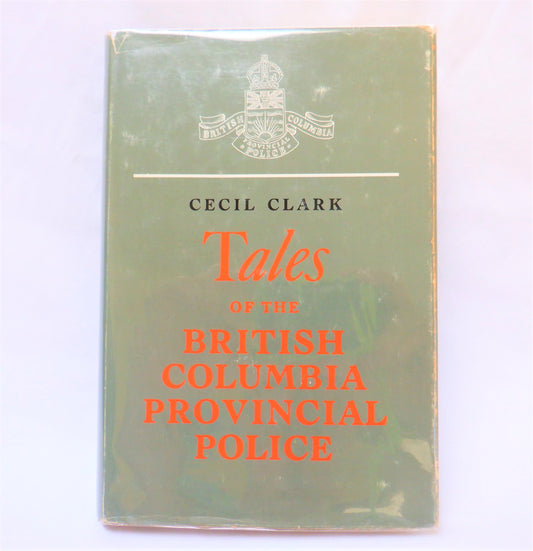 BRITISH COLUMBIA
PROVINCIAL
POLICE
CECIL CLARK
Tales
OF THE
BRITISH
COLUMBIA
PROVINCIAL
POLICE